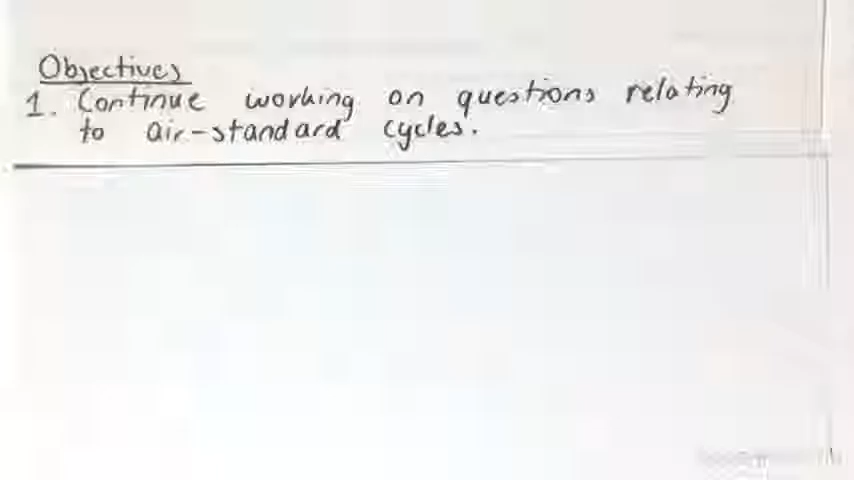 Objectives
1. Continue working on questions relating
to air-standard cycles.